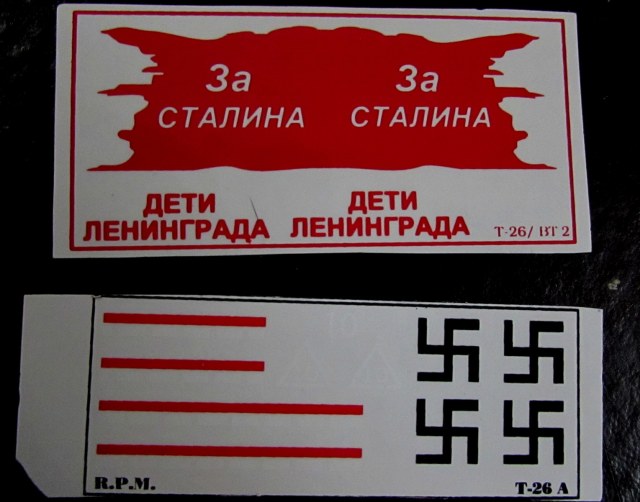 За За
СТАЛИНА СТАЛИНА
ДЕТИ ДЕТИ
ЛЕНИНГРАДА ЛЕНИНГРАДА
T-26/ BT 2
R.P.M. T-26 A